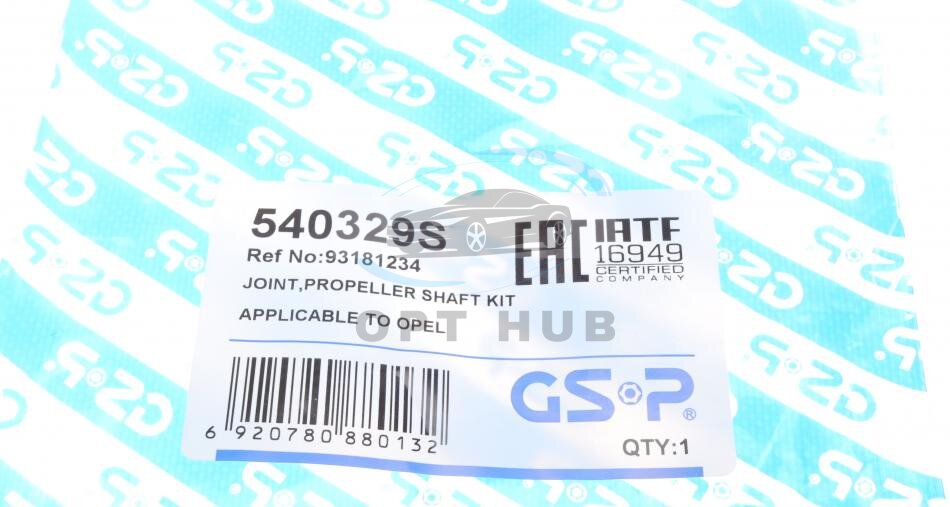 540329S
Ref No:93181234
JOINT,PROPELLER SHAFT KIT
APPLICABLE TO OPEL
EAC
IATF
16949
CERTIFIED
COMPANY
OPT HUB
6 920780 880132
GSP®
QTY:1